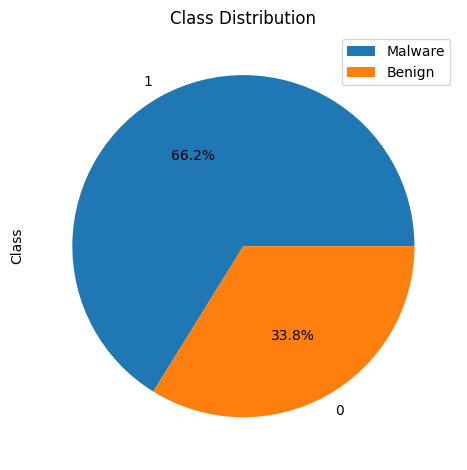 Class Distribution
Malware
Benign
1
66.2%
Class
33.8%
0